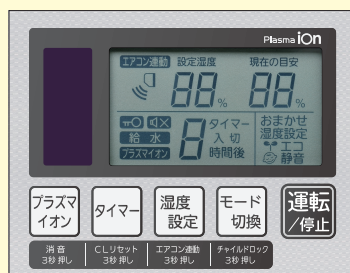 Plasma ion
エアコン連動 設定湿度 現在の目安
88% 88%
給水
プラズマイオン
8
タイマー
入 切
時間後
おまかせ
湿度設定
エコ
静音
プラズマ
イオン
タイマー
湿度
設定
モード
切換
運転
/停止
消音
3秒押し
CLリセット
3秒押し
エアコン連動
3秒押し
チャイルドロック
3秒押し